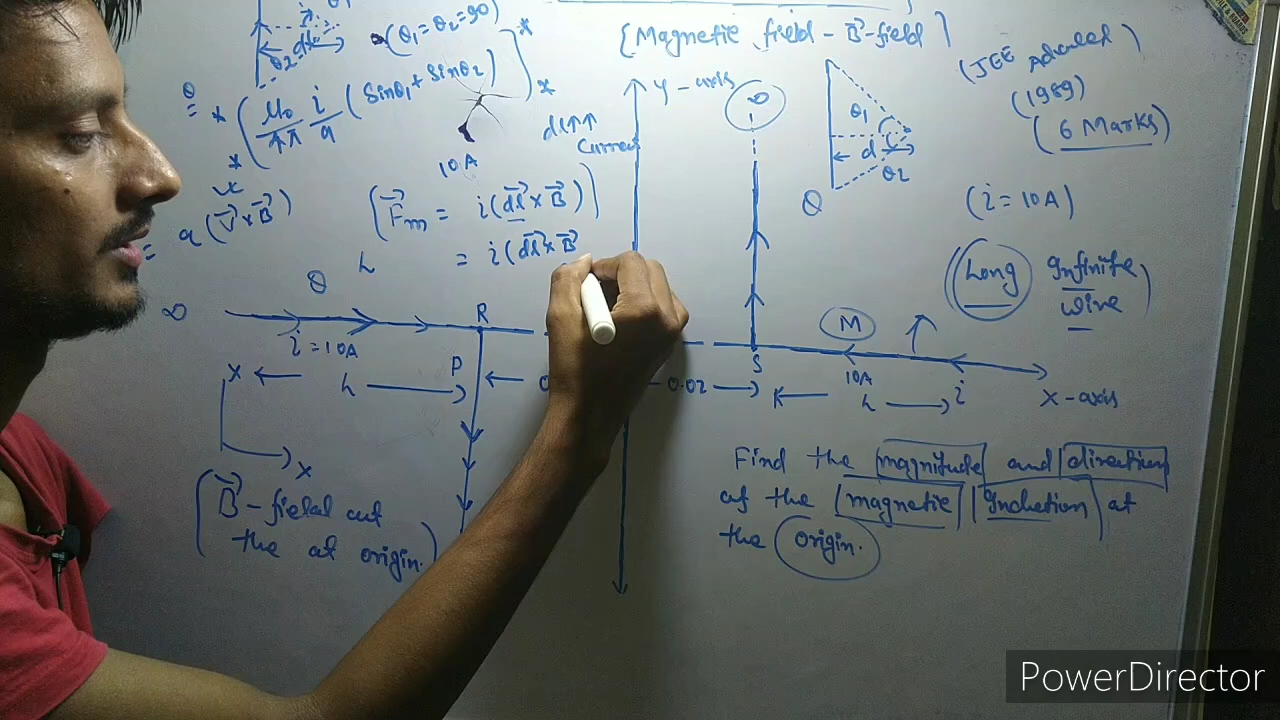 [Magnetic field - B-field]
(JEE Advanced)
(1989)
(6 Marks)
(θ1 = θ2 = 90)
d
θ2
μ0/4π i/a (sinθ1 + sinθ2)
10A
Y-axis
∞
dl↑↑
Current
θ1
d
θ2
Q
(i = 10A)
q(V×B)
(Fm = i(dl×B))
= i(dl×B
L
(Long Infinite
wire)
∞
Q
R
M
i = 10A
P
S
10A
i
X-axis
X
L
0.02
K
L
X
(B-field at
the at origin.)
Find the magnitude and direction
of the magnetic induction at
the origin.
PowerDirector